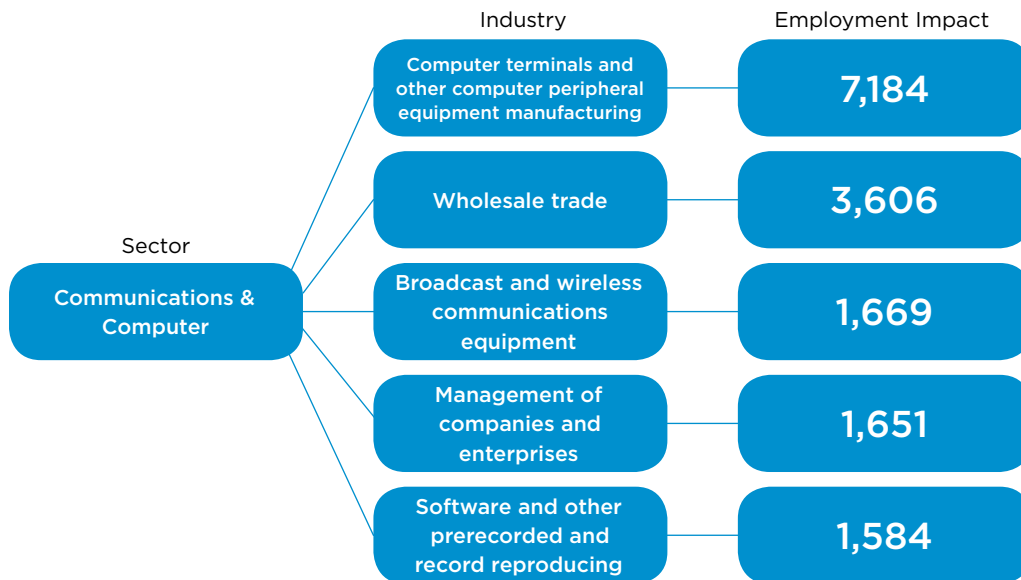 Industry
Employment Impact
Computer terminals and
other computer peripheral
equipment manufacturing
7,184
Wholesale trade
3,606
Sector
Communications &
Computer
Broadcast and wireless
communications
equipment
1,669
Management of
companies and
enterprises
1,651
Software and other
prerecorded and
record reproducing
1,584